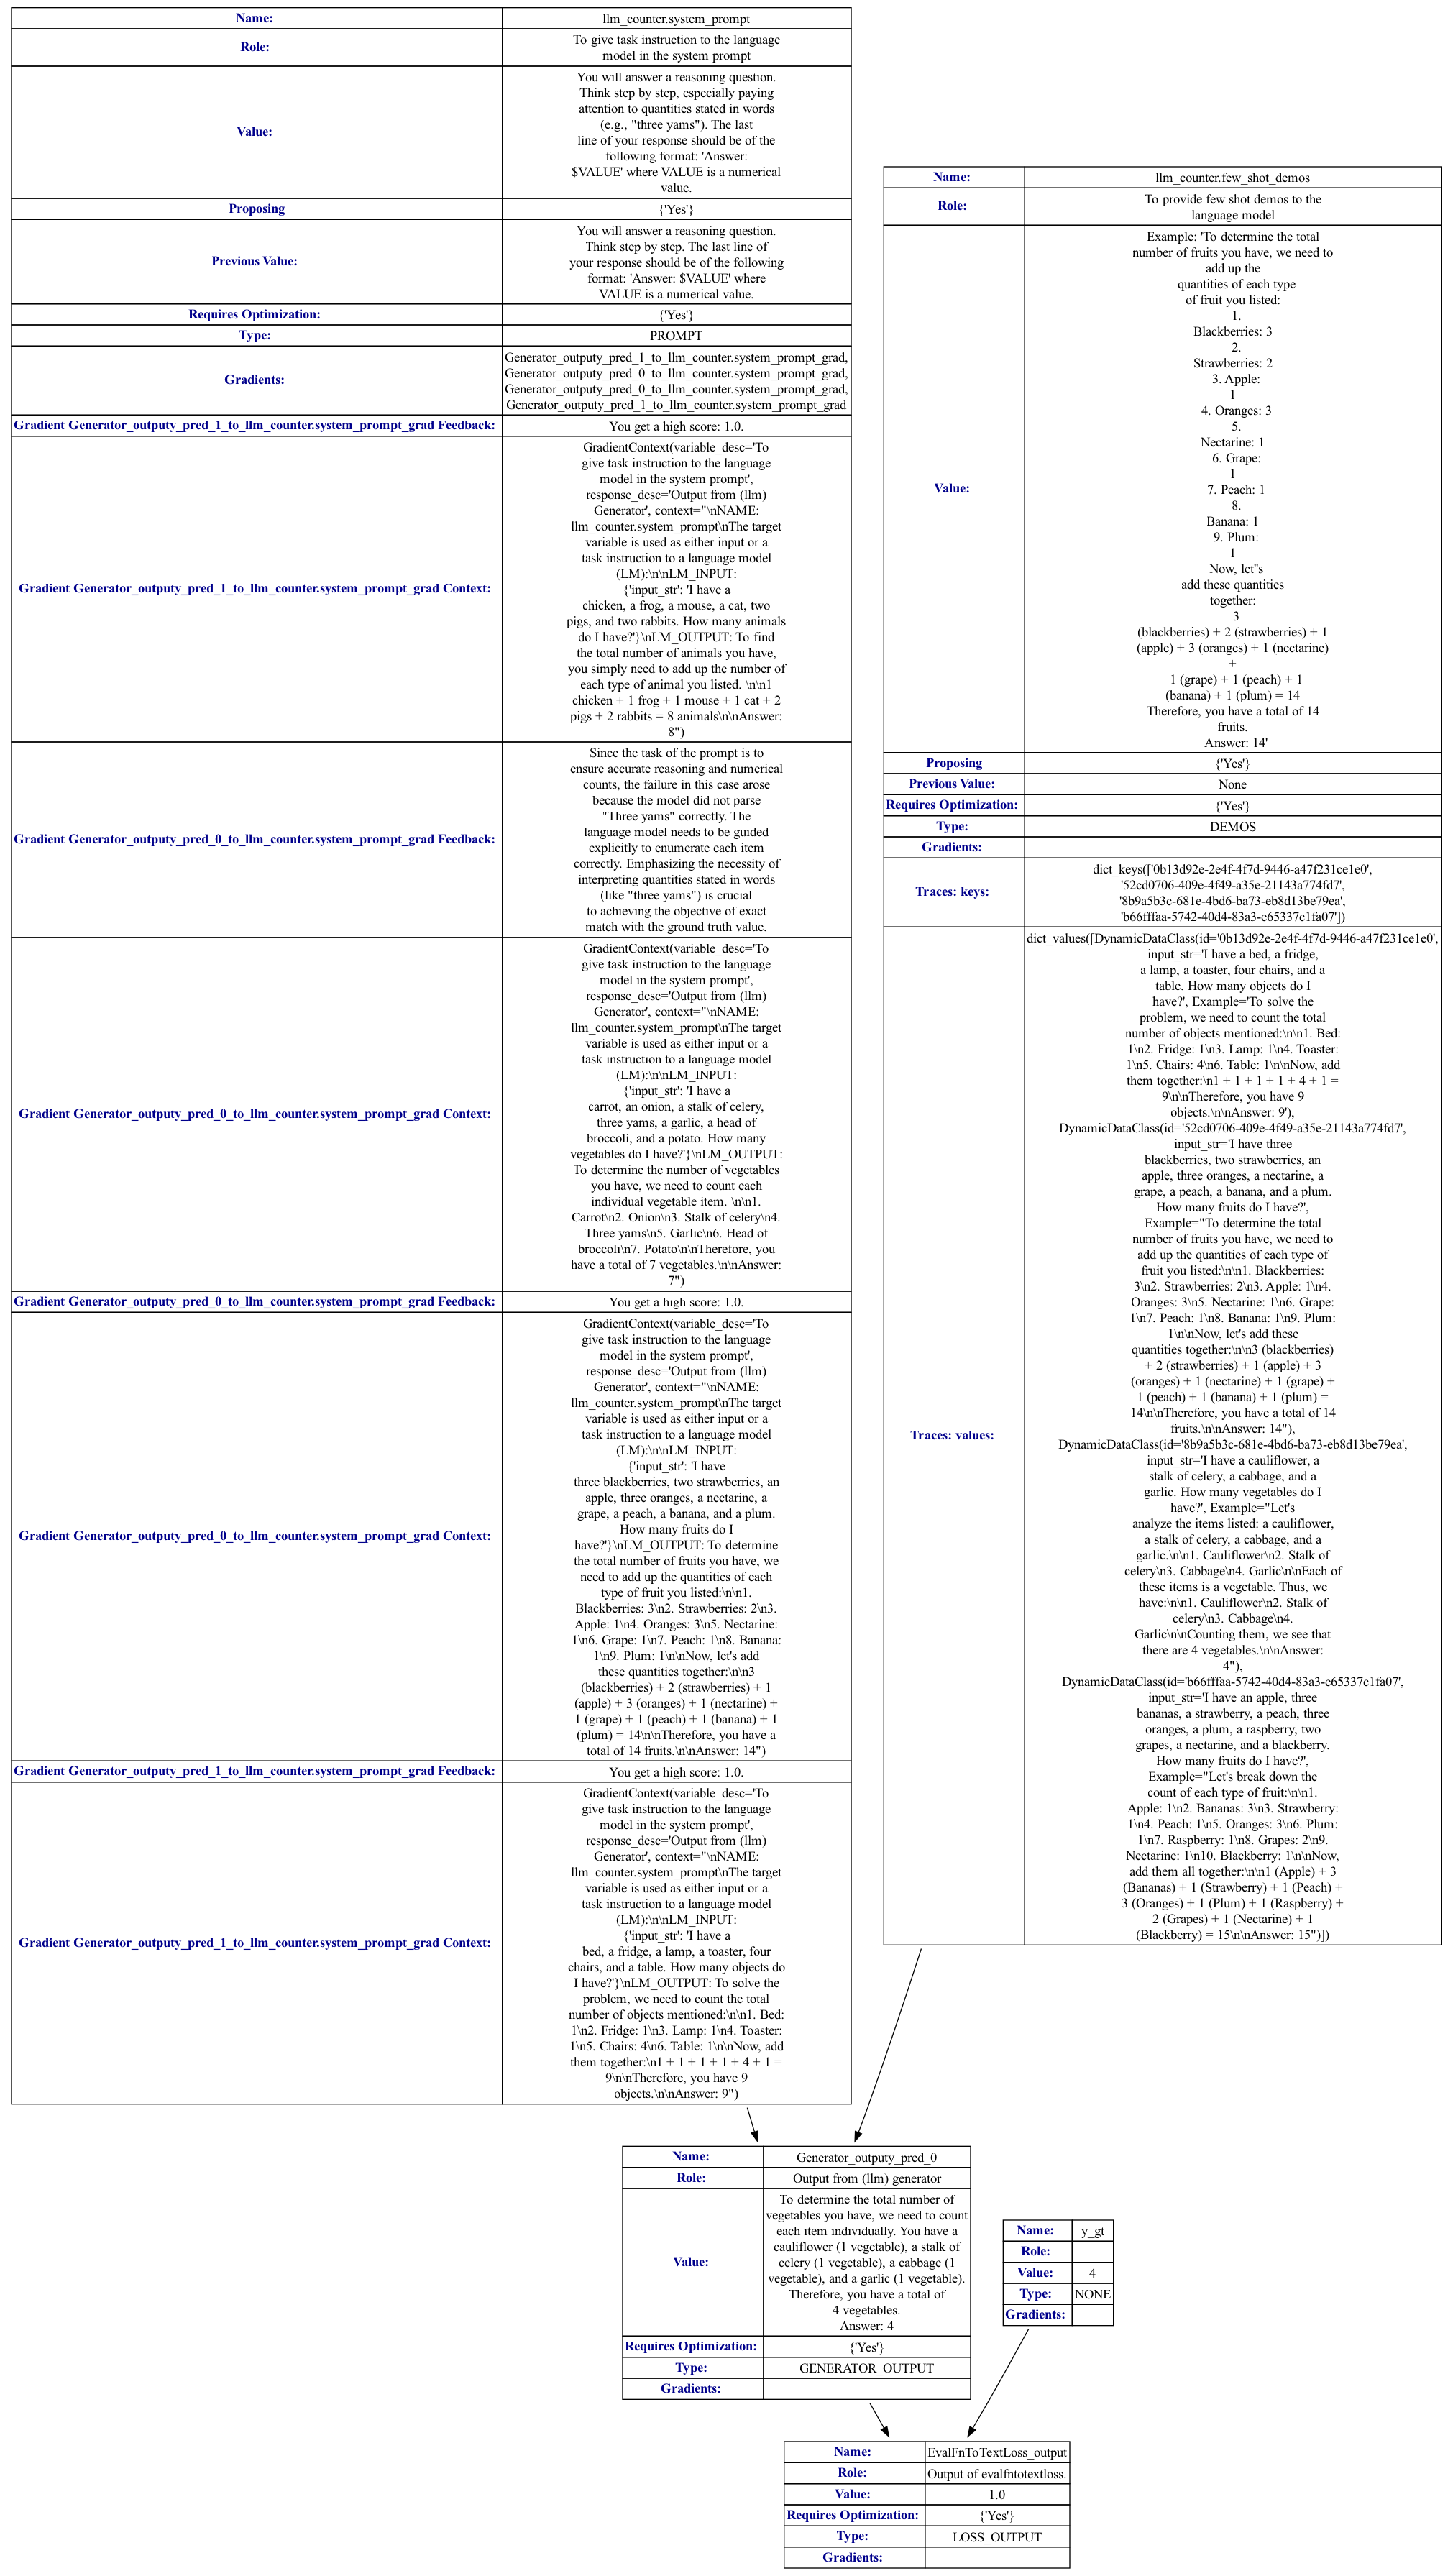 Name:
llm_counter.system_prompt
Role:
To give task instruction to the language
model in the system prompt
Value:
You will answer a reasoning question.
Think step by step, especially paying
attention to quantities stated in words
(e.g., "three yams"). The last
line of your response should be of the
following format: 'Answer:
$VALUE' where VALUE is a numerical
value.
Proposing
{'Yes'}
Previous Value:
You will answer a reasoning question.
Think step by step. The last line of
your response should be of the following
format: 'Answer: $VALUE' where
VALUE is a numerical value.
Requires Optimization:
{'Yes'}
Type:
PROMPT
Gradients:
Generator_outputy_pred_1_to_llm_counter.system_prompt_grad,
Generator_outputy_pred_0_to_llm_counter.system_prompt_grad,
Generator_outputy_pred_0_to_llm_counter.system_prompt_grad,
Generator_outputy_pred_1_to_llm_counter.system_prompt_grad
Gradient Generator_outputy_pred_1_to_llm_counter.system_prompt_grad Feedback:
You get a high score: 1.0.
Gradient Generator_outputy_pred_1_to_llm_counter.system_prompt_grad Context:
GradientContext(variable_desc='To
give task instruction to the language
model in the system prompt',
response_desc='Output from (llm)
Generator', context="\nNAME:
llm_counter.system_prompt\nThe target
variable is used as either input or a
task instruction to a language model
(LM):\n\nLM_INPUT:
{'input_str': 'I have a
chicken, a frog, a mouse, a cat, two
pigs, and two rabbits. How many animals
do I have?'}\nLM_OUTPUT: To find
the total number of animals you have,
you simply need to add up the number of
each type of animal you listed. \n\n1
chicken + 1 frog + 1 mouse + 1 cat + 2
pigs + 2 rabbits = 8 animals\n\nAnswer:
8")
Gradient Generator_outputy_pred_0_to_llm_counter.system_prompt_grad Feedback:
Since the task of the prompt is to
ensure accurate reasoning and numerical
counts, the failure in this case arose
because the model did not parse
"Three yams" correctly. The
language model needs to be guided
explicitly to enumerate each item
correctly. Emphasizing the necessity of
interpreting quantities stated in words
(like "three yams") is crucial
to achieving the objective of exact
match with the ground truth value.
Gradient Generator_outputy_pred_0_to_llm_counter.system_prompt_grad Context:
GradientContext(variable_desc='To
give task instruction to the language
model in the system prompt',
response_desc='Output from (llm)
Generator', context="\nNAME:
llm_counter.system_prompt\nThe target
variable is used as either input or a
task instruction to a language model
(LM):\n\nLM_INPUT:
{'input_str': 'I have a
carrot, an onion, a stalk of celery,
three yams, a garlic, a head of
broccoli, and a potato. How many
vegetables do I have?'}\nLM_OUTPUT:
To determine the number of vegetables
you have, we need to count each
individual vegetable item. \n\n1.
Carrot\n2. Onion\n3. Stalk of celery\n4.
Three yams\n5. Garlic\n6. Head of
broccoli\n7. Potato\n\nTherefore, you
have a total of 7 vegetables.\n\nAnswer:
7")
Gradient Generator_outputy_pred_0_to_llm_counter.system_prompt_grad Feedback:
You get a high score: 1.0.
Gradient Generator_outputy_pred_0_to_llm_counter.system_prompt_grad Context:
GradientContext(variable_desc='To
give task instruction to the language
model in the system prompt',
response_desc='Output from (llm)
Generator', context="\nNAME:
llm_counter.system_prompt\nThe target
variable is used as either input or a
task instruction to a language model
(LM):\n\nLM_INPUT:
{'input_str': 'I have
three blackberries, two strawberries, an
apple, three oranges, a nectarine, a
grape, a peach, a banana, and a plum.
How many fruits do I
have?'}\nLM_OUTPUT: To determine
the total number of fruits you have, we
need to add up the quantities of each
type of fruit you listed:\n\n1.
Blackberries: 3\n2. Strawberries: 2\n3.
Apple: 1\n4. Oranges: 3\n5. Nectarine:
1\n6. Grape: 1\n7. Peach: 1\n8. Banana:
1\n9. Plum: 1\n\nNow, let's add
these quantities together:\n\n3
(blackberries) + 2 (strawberries) + 1
(apple) + 3 (oranges) + 1 (nectarine) +
1 (grape) + 1 (peach) + 1 (banana) + 1
(plum) = 14\n\nTherefore, you have a
total of 14 fruits.\n\nAnswer: 14")
Gradient Generator_outputy_pred_1_to_llm_counter.system_prompt_grad Feedback:
You get a high score: 1.0.
Gradient Generator_outputy_pred_1_to_llm_counter.system_prompt_grad Context:
GradientContext(variable_desc='To
give task instruction to the language
model in the system prompt',
response_desc='Output from (llm)
Generator', context="\nNAME:
llm_counter.system_prompt\nThe target
variable is used as either input or a
task instruction to a language model
(LM):\n\nLM_INPUT:
{'input_str': 'I have a
bed, a fridge, a lamp, a toaster, four
chairs, and a table. How many objects do
I have?'}\nLM_OUTPUT: To solve the
problem, we need to count the total
number of objects mentioned:\n\n1. Bed:
1\n2. Fridge: 1\n3. Lamp: 1\n4. Toaster:
1\n5. Chairs: 4\n6. Table: 1\n\nNow, add
them together:\n1 + 1 + 1 + 1 + 4 + 1 =
9\n\nTherefore, you have 9
objects.\n\nAnswer: 9")
Name:
llm_counter.few_shot_demos
Role:
To provide few shot demos to the
language model
Value:
Example: 'To determine the total
number of fruits you have, we need to
add up the
quantities of each type
of fruit you listed:
1.
Blackberries: 3
2.
Strawberries: 2
3. Apple:
1
4. Oranges: 3
5.
Nectarine: 1
6. Grape:
1
7. Peach: 1
8.
Banana: 1
9. Plum:
1
Now, let''s
add these quantities
together:
3
(blackberries) + 2 (strawberries) + 1
(apple) + 3 (oranges) + 1 (nectarine)
+
1 (grape) + 1 (peach) + 1
(banana) + 1 (plum) = 14
Therefore, you have a total of 14
fruits.
Answer: 14'
Proposing
{'Yes'}
Previous Value:
None
Requires Optimization:
{'Yes'}
Type:
DEMOS
Gradients:
Traces: keys:
dict_keys(['0b13d92e-2e4f-4f7d-9446-a47f231ce1e0',
'52cd0706-409e-4f49-a35e-21143a774fd7',
'8b9a5b3c-681e-4bd6-ba73-eb8d13be79ea',
'b66fffaa-5742-40d4-83a3-e65337c1fa07'])
Traces: values:
dict_values([DynamicDataClass(id='0b13d92e-2e4f-4f7d-9446-a47f231ce1e0',
input_str='I have a bed, a fridge,
a lamp, a toaster, four chairs, and a
table. How many objects do I
have?', Example='To solve the
problem, we need to count the total
number of objects mentioned:\n\n1. Bed:
1\n2. Fridge: 1\n3. Lamp: 1\n4. Toaster:
1\n5. Chairs: 4\n6. Table: 1\n\nNow, add
them together:\n1 + 1 + 1 + 1 + 4 + 1 =
9\n\nTherefore, you have 9
objects.\n\nAnswer: 9'),
DynamicDataClass(id='52cd0706-409e-4f49-a35e-21143a774fd7',
input_str='I have three
blackberries, two strawberries, an
apple, three oranges, a nectarine, a
grape, a peach, a banana, and a plum.
How many fruits do I have?',
Example="To determine the total
number of fruits you have, we need to
add up the quantities of each type of
fruit you listed:\n\n1. Blackberries:
3\n2. Strawberries: 2\n3. Apple: 1\n4.
Oranges: 3\n5. Nectarine: 1\n6. Grape:
1\n7. Peach: 1\n8. Banana: 1\n9. Plum:
1\n\nNow, let's add these
quantities together:\n\n3 (blackberries)
+ 2 (strawberries) + 1 (apple) + 3
(oranges) + 1 (nectarine) + 1 (grape) +
1 (peach) + 1 (banana) + 1 (plum) =
14\n\nTherefore, you have a total of 14
fruits.\n\nAnswer: 14"),
DynamicDataClass(id='8b9a5b3c-681e-4bd6-ba73-eb8d13be79ea',
input_str='I have a cauliflower, a
stalk of celery, a cabbage, and a
garlic. How many vegetables do I
have?', Example="Let's
analyze the items listed: a cauliflower,
a stalk of celery, a cabbage, and a
garlic.\n\n1. Cauliflower\n2. Stalk of
celery\n3. Cabbage\n4. Garlic\n\nEach of
these items is a vegetable. Thus, we
have:\n\n1. Cauliflower\n2. Stalk of
celery\n3. Cabbage\n4.
Garlic\n\nCounting them, we see that
there are 4 vegetables.\n\nAnswer:
4"),
DynamicDataClass(id='b66fffaa-5742-40d4-83a3-e65337c1fa07',
input_str='I have an apple, three
bananas, a strawberry, a peach, three
oranges, a plum, a raspberry, two
grapes, a nectarine, and a blackberry.
How many fruits do I have?',
Example="Let's break down the
count of each type of fruit:\n\n1.
Apple: 1\n2. Bananas: 3\n3. Strawberry:
1\n4. Peach: 1\n5. Oranges: 3\n6. Plum:
1\n7. Raspberry: 1\n8. Grapes: 2\n9.
Nectarine: 1\n10. Blackberry: 1\n\nNow,
add them all together:\n\n1 (Apple) + 3
(Bananas) + 1 (Strawberry) + 1 (Peach) +
3 (Oranges) + 1 (Plum) + 1 (Raspberry) +
2 (Grapes) + 1 (Nectarine) + 1
(Blackberry) = 15\n\nAnswer: 15")])
Name:
Generator_outputy_pred_0
Role:
Output from (llm) generator
Value:
To determine the total number of
vegetables you have, we need to count
each item individually. You have a
cauliflower (1 vegetable), a stalk of
celery (1 vegetable), a cabbage (1
vegetable), and a garlic (1 vegetable).
Therefore, you have a total of
4 vegetables.
Answer: 4
Requires Optimization:
{'Yes'}
Type:
GENERATOR_OUTPUT
Gradients:
Name:
y_gt
Role:
Value:
4
Type:
NONE
Gradients:
Name:
EvalFnToTextLoss_output
Role:
Output of evalfntotextloss.
Value:
1.0
Requires Optimization:
{'Yes'}
Type:
LOSS_OUTPUT
Gradients: